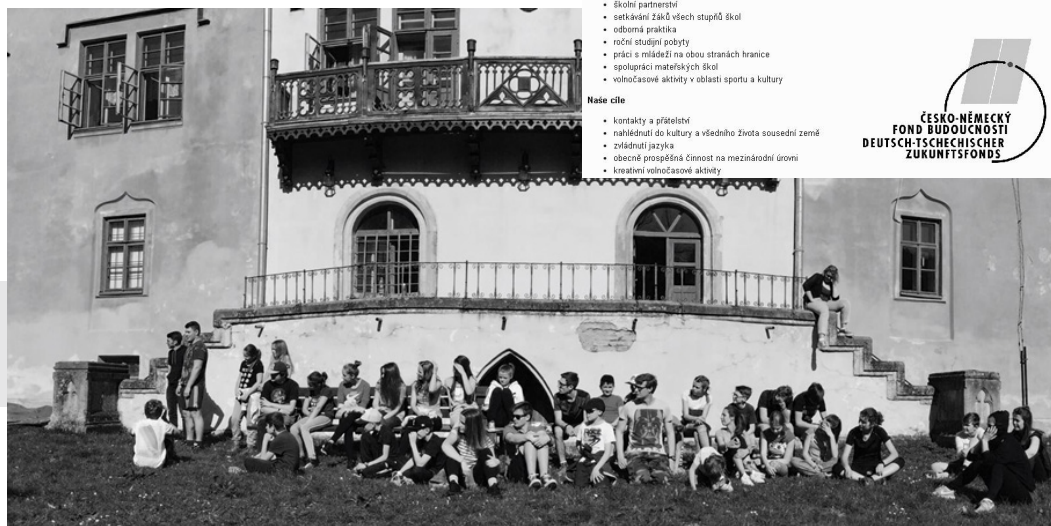 školní partnerství
setkávání žáků všech stupňů škol
odborná praktika
roční studijní pobyty
práci s mládeží na obou stranách hranice
spolupráci mateřských škol
volnočasové aktivity v oblasti sportu a kultury
Naše cíle
kontakty a přátelství
nahlédnutí do kultury a všedního života sousední země
zvládnutí jazyka
obecně prospěšná činnost na mezinárodní úrovni
kreativní volnočasové aktivity
ČESKO-NĚMECKÝ
FOND BUDOUCNOSTI
DEUTSCH-TSCHECHISCHER
ZUKUNFTSFONDS